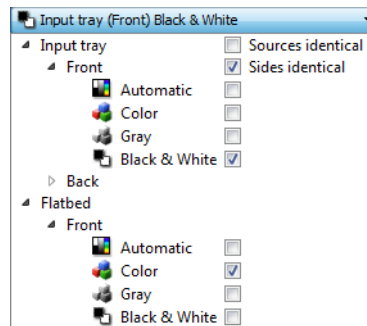 Input tray (Front) Black & White
Input tray Sources identical
Front Sides identical
Automatic
Color
Gray
Black & White
Back
Flatbed
Front
Automatic
Color
Gray
Black & White